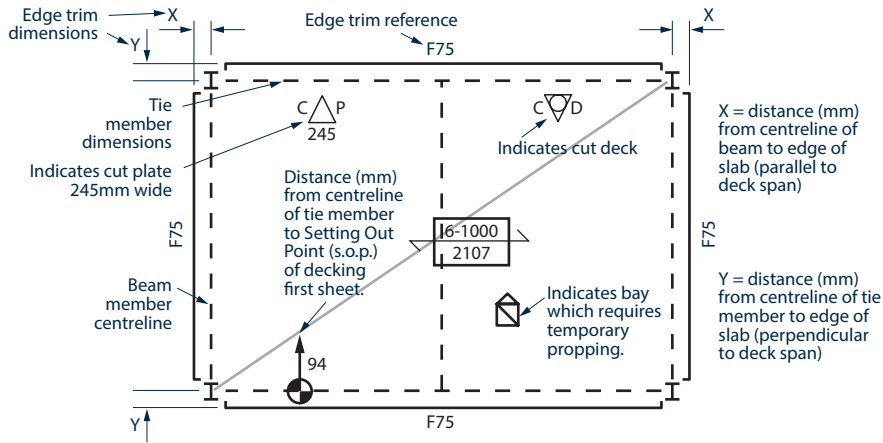 Edge trim
dimensions
X
Y
Edge trim reference
F75
X
Tie
member
dimensions
C P
245
C D
Indicates cut deck
Indicates cut plate
245mm wide
X = distance (mm)
from centreline of
beam to edge of
slab (parallel to
deck span)
Distance (mm)
from centreline
of tie member
to Setting Out
Point (s.o.p.)
of decking
first sheet.
F75
6-1000
2107
F75
Beam
member
centreline
Indicates bay
which requires
temporary
propping.
Y = distance (mm)
from centreline of tie
member to edge of
slab (perpendicular
to deck span)
94
Y
F75